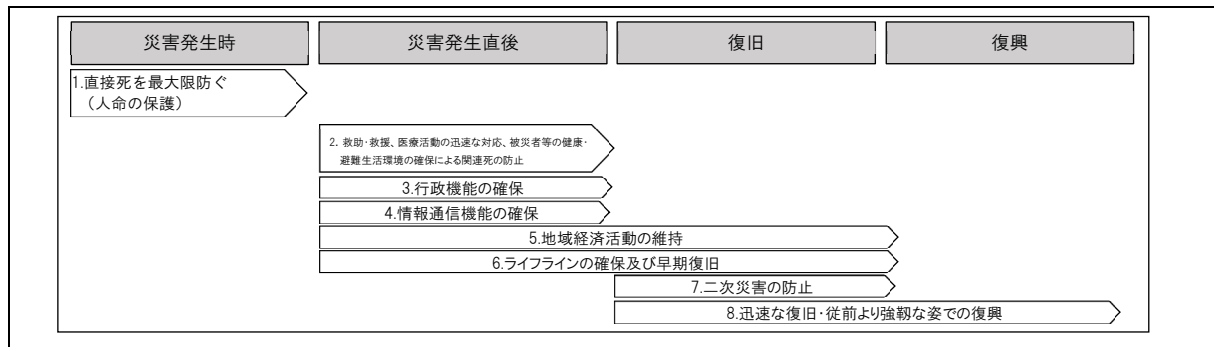 災害発生時
災害発生直後
復旧
復興
1.直接死を最大限防ぐ
（人命の保護）
2. 救助･救援、医療活動の迅速な対応、被災者等の健康･
避難生活環境の確保による関連死の防止
3.行政機能の確保
4.情報通信機能の確保
5.地域経済活動の維持
6.ライフラインの確保及び早期復旧
7.二次災害の防止
8.迅速な復旧･従前より強靱な姿での復興